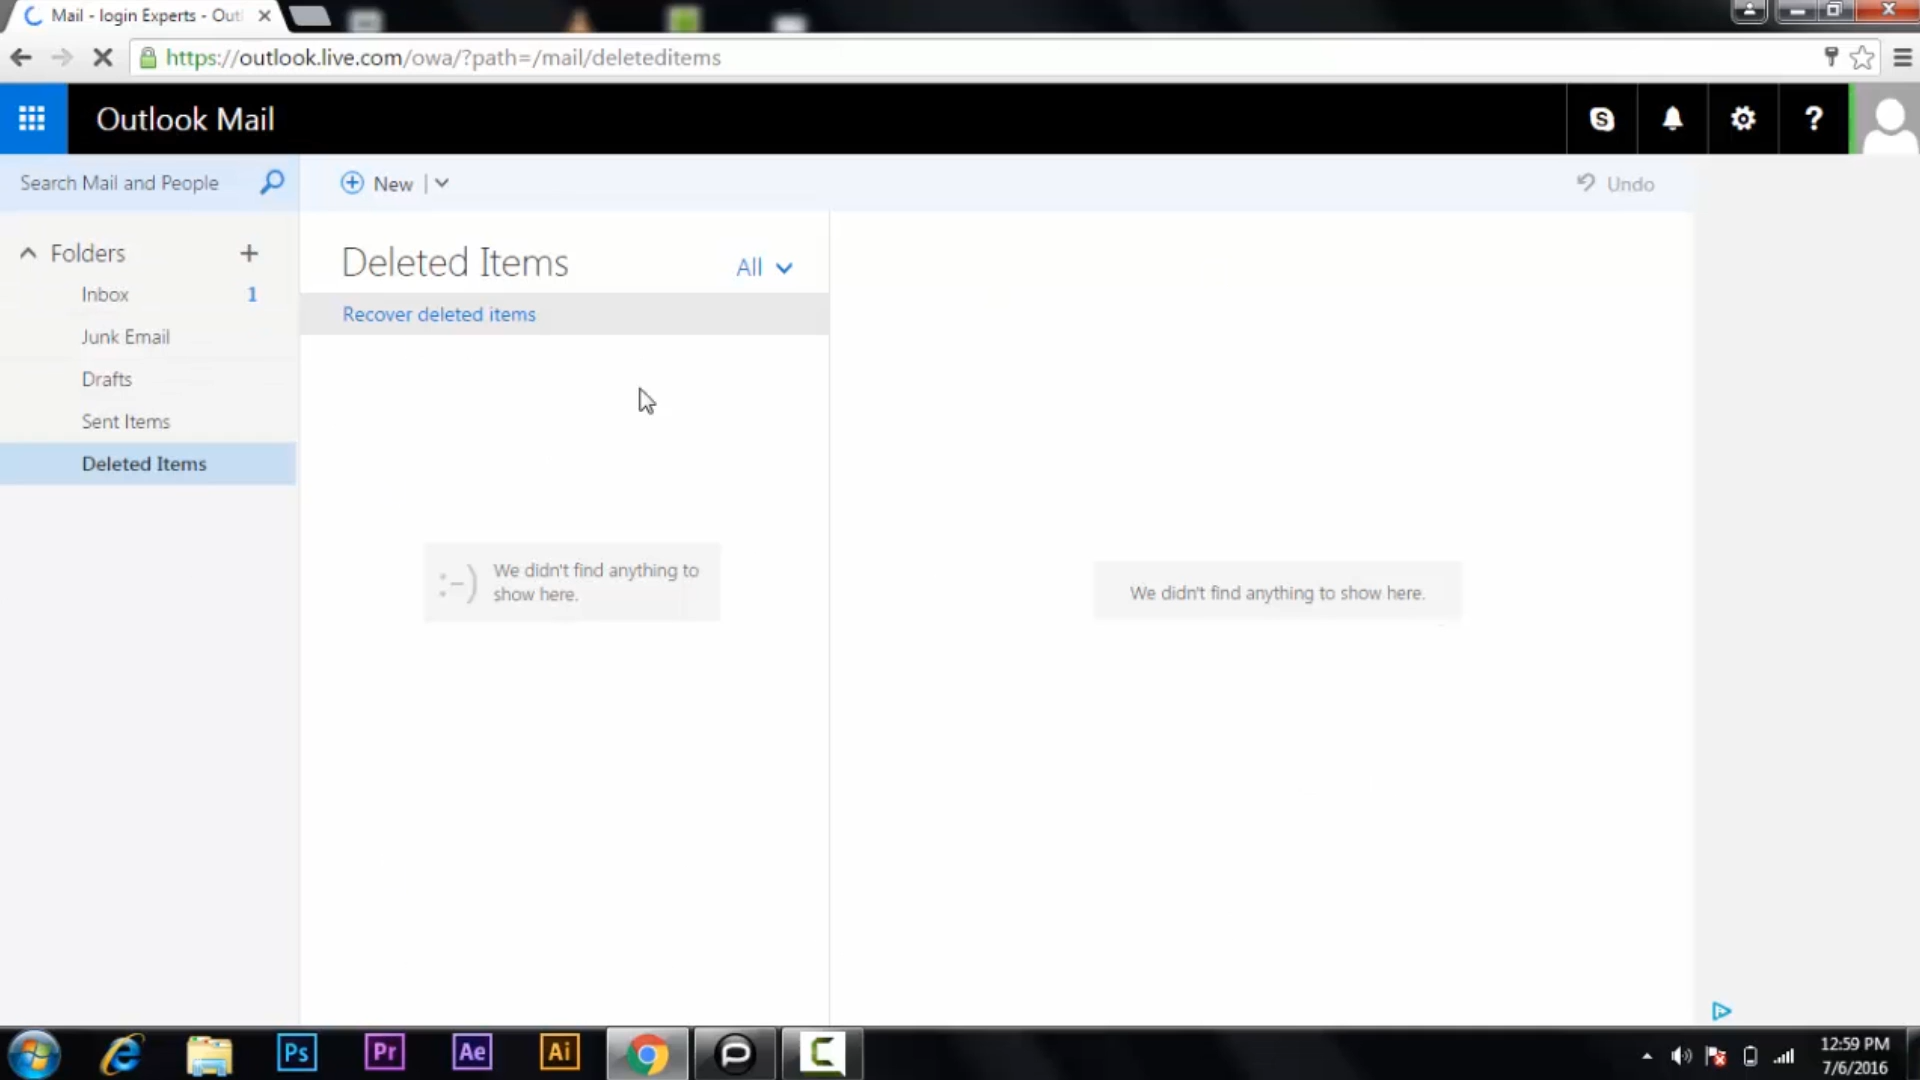 Mail - login Experts - Out
https://outlook.live.com/owa/?path=/mail/deleteditems
Outlook Mail
?
Search Mail and People
New
Undo
Folders
Deleted Items
All
Inbox 1
Recover deleted items
Junk Email
Drafts
Sent Items
Deleted Items
:-)
We didn't find anything to
show here.
We didn't find anything to show here.
Ps
Pr
Ae
Ai
12:59 PM
7/6/2016